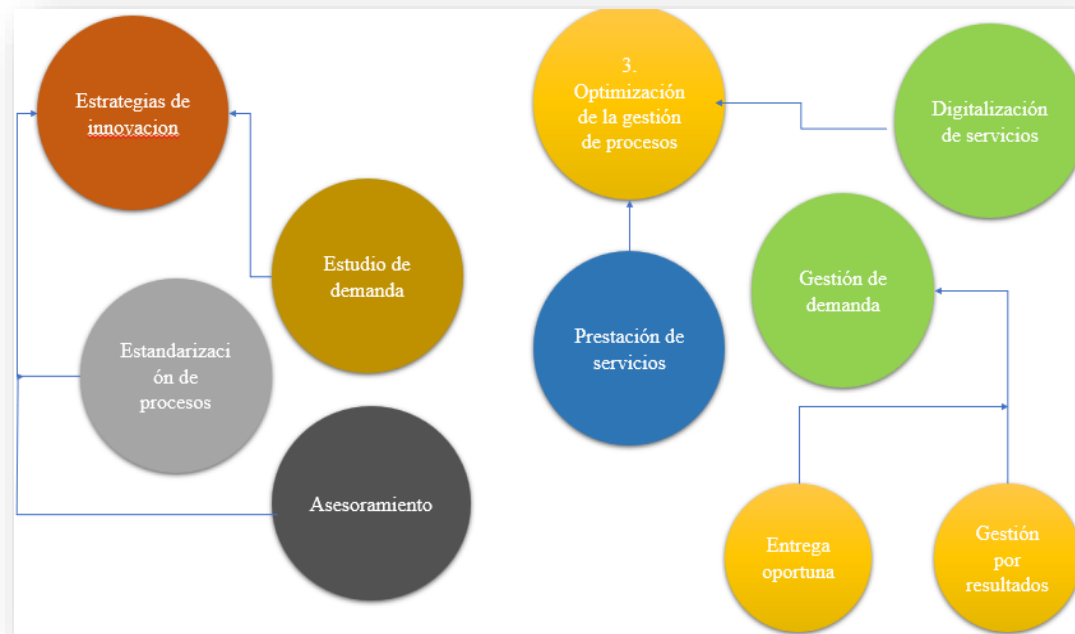 Estrategias de
innovacion
3.
Optimización
de la gestión
de procesos
Digitalización
de servicios
Estudio de
demanda
Gestión de
demanda
Estandarizaci
ón de
procesos
Prestación de
servicios
Asesoramiento
Entrega
oportuna
Gestión
por
resultados